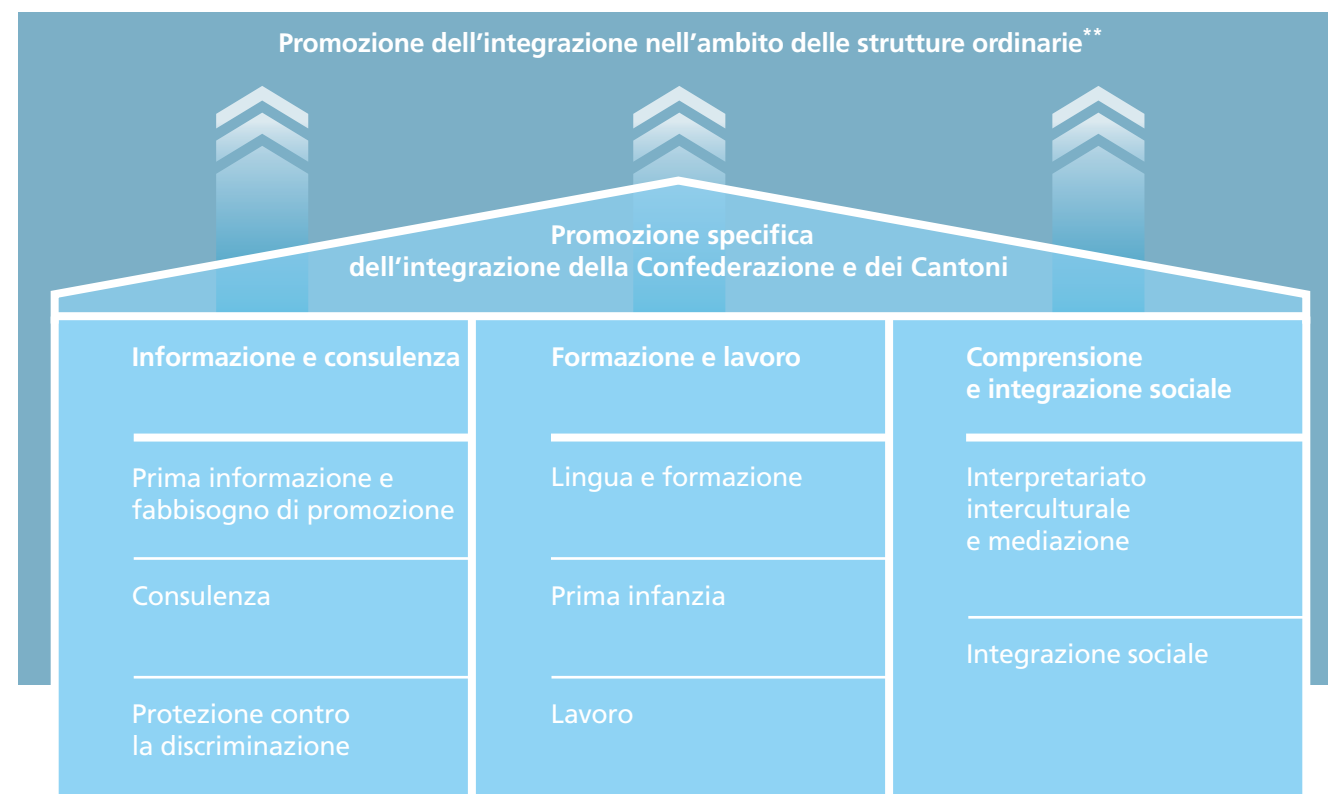 Promozione dell’integrazione nell’ambito delle strutture ordinarie**
Promozione specifica
dell’integrazione della Confederazione e dei Cantoni
Informazione e consulenza
Prima informazione e
fabbisogno di promozione
Consulenza
Protezione contro
la discriminazione
Formazione e lavoro
Lingua e formazione
Prima infanzia
Lavoro
Comprensione
e integrazione sociale
Interpretariato
interculturale
e mediazione
Integrazione sociale